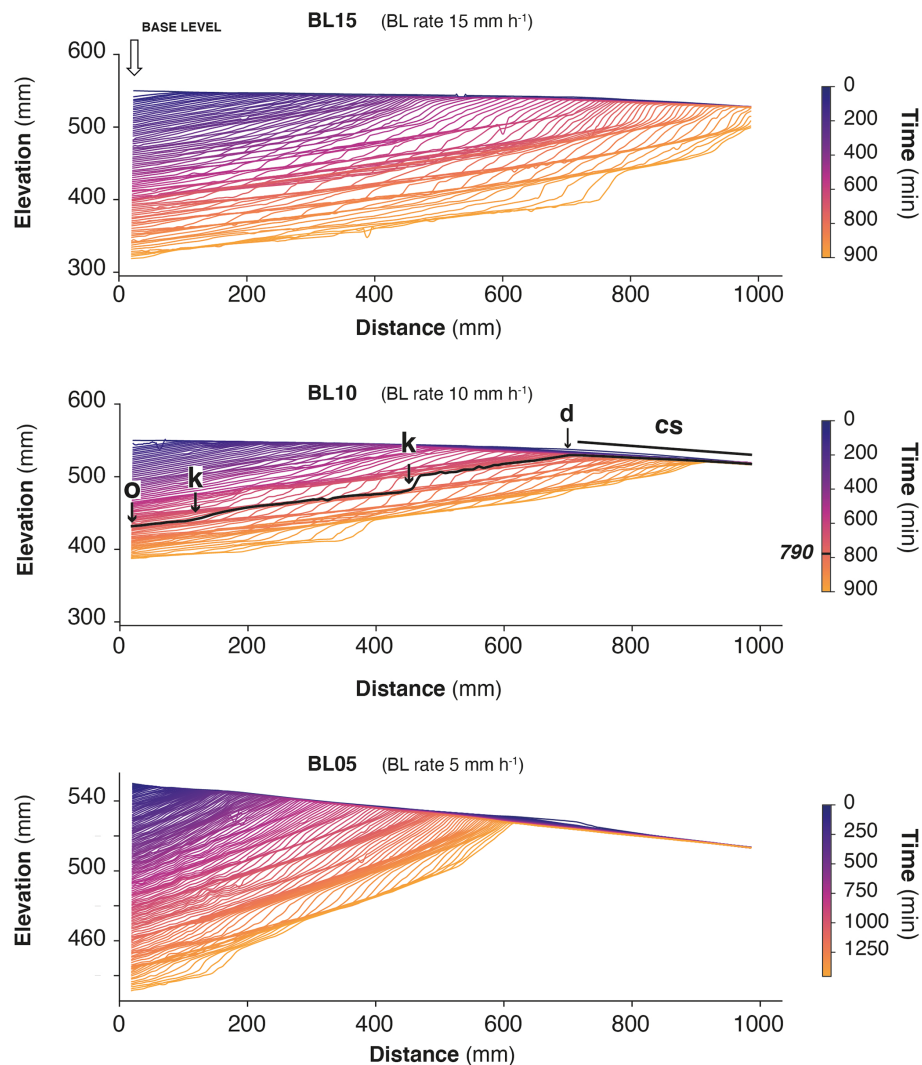 BL15 (BL rate 15 mm h⁻¹)
BASE LEVEL
Elevation (mm)
600
500
400
300
0 200 400 600 800 1000
Distance (mm)
0
200
400
600
800
900
Time (min)
BL10 (BL rate 10 mm h⁻¹)
Elevation (mm)
600
500
400
300
o
k
k
d
cs
0 200 400 600 800 1000
Distance (mm)
0
200
400
600
790
800
900
Time (min)
BL05 (BL rate 5 mm h⁻¹)
Elevation (mm)
540
500
460
0 200 400 600 800 1000
Distance (mm)
0
250
500
750
1000
1250
Time (min)